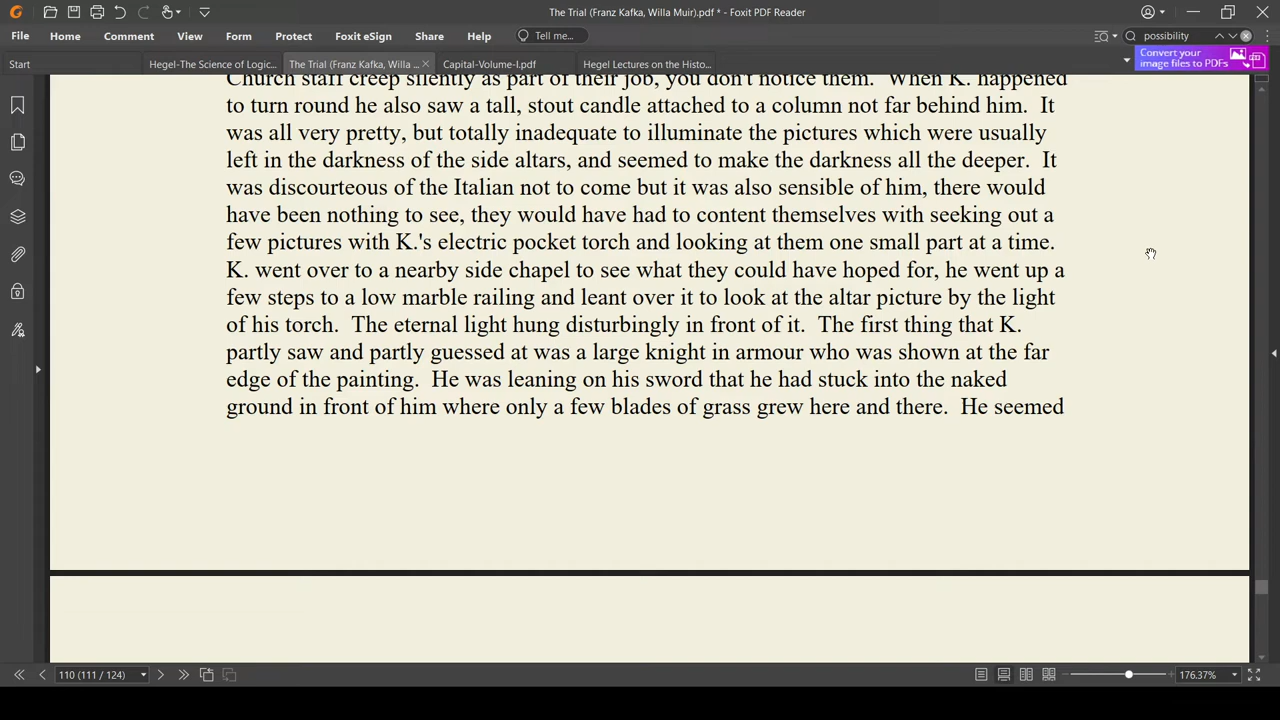 The Trial (Franz Kafka, Willa Muir).pdf * - Foxit PDF Reader
File Home Comment View Form Protect Foxit eSign Share Help Tell me... possibility
Start Hegel-The Science of Logic... The Trial (Franz Kafka, Willa ... Capital-Volume-I.pdf Hegel Lectures on the Histo...
Convert your
image files to PDFs
Church staff creep silently as part of their job, you don't notice them.  When K. happened
to turn round he also saw a tall, stout candle attached to a column not far behind him.  It
was all very pretty, but totally inadequate to illuminate the pictures which were usually
left in the darkness of the side altars, and seemed to make the darkness all the deeper.  It
was discourteous of the Italian not to come but it was also sensible of him, there would
have been nothing to see, they would have had to content themselves with seeking out a
few pictures with K.'s electric pocket torch and looking at them one small part at a time.
K. went over to a nearby side chapel to see what they could have hoped for, he went up a
few steps to a low marble railing and leant over it to look at the altar picture by the light
of his torch.  The eternal light hung disturbingly in front of it.  The first thing that K.
partly saw and partly guessed at was a large knight in armour who was shown at the far
edge of the painting.  He was leaning on his sword that he had stuck into the naked
ground in front of him where only a few blades of grass grew here and there.  He seemed
110 (111 / 124) 176.37%